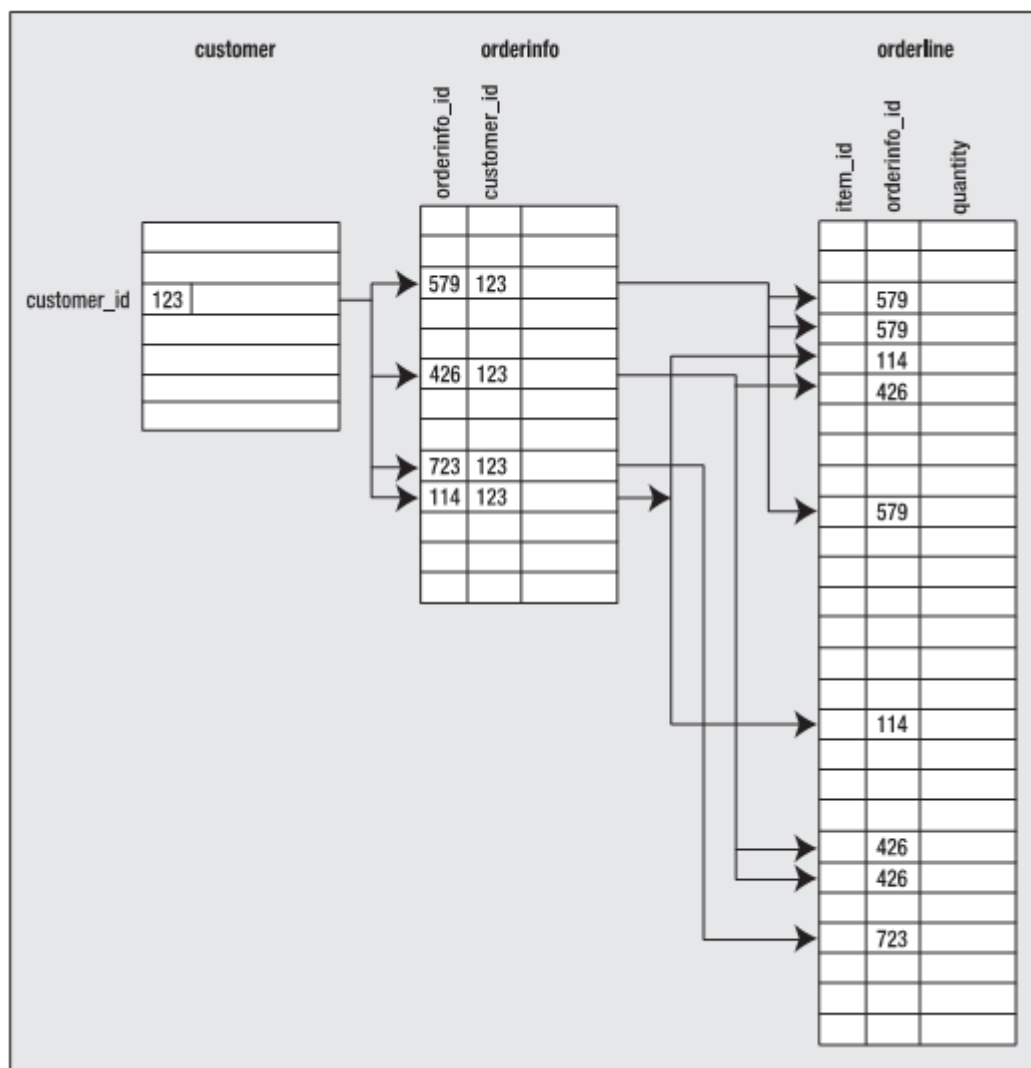 customer orderinfo orderline
orderinfo_id
customer_id
item_id
orderinfo_id
quantity
customer_id 123
579 123
426 123
723 123
114 123
579
579
114
426
579
114
426
426
723